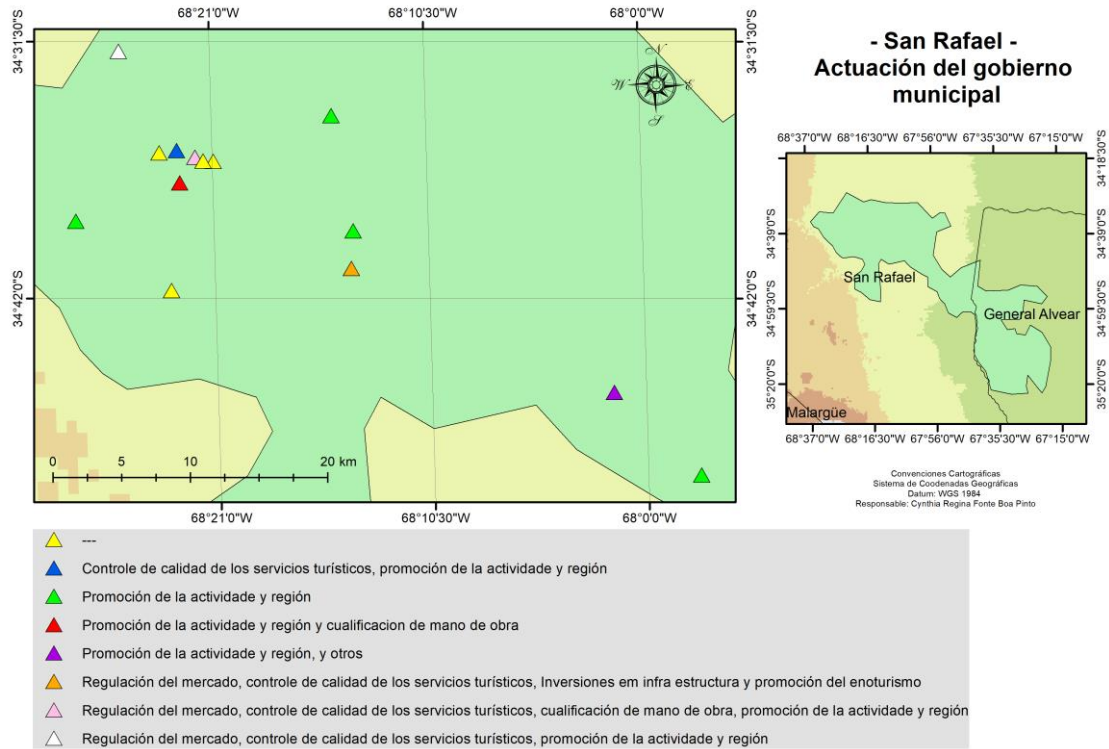 68°21'0"W 68°10'30"W 68°0'0"W
34°31'30"S
34°42'0"S
34°31'30"S
34°42'0"S
N
W E
S
0 5 10 20 km
68°21'0"W 68°10'30"W 68°0'0"W
- San Rafael -
Actuación del gobierno
municipal
68°37'0"W 68°16'30"W 67°56'0"W 67°35'30"W 67°15'0"W
34°39'0"S
34°59'30"S
35°20'0"S
34°18'30"S
34°39'0"S
34°59'30"S
35°20'0"S
San Rafael
General Alvear
Malargüe
68°37'0"W 68°16'30"W 67°56'0"W 67°35'30"W 67°15'0"W
Convenciones Cartográficas
Sistema de Coodenadas Geográficas
Datum: WGS 1984
Responsable: Cynthia Regina Fonte Boa Pinto
---
Controle de calidad de los servicios turísticos, promoción de la actividade y región
Promoción de la actividade y región
Promoción de la actividade y región y cualificacion de mano de obra
Promoción de la actividade y región, y otros
Regulación del mercado, controle de calidad de los servicios turísticos, Inversiones em infra estructura y promoción del enoturismo
Regulación del mercado, controle de calidad de los servicios turísticos, cualificación de mano de obra, promoción de la actividade y región
Regulación del mercado, controle de calidad de los servicios turísticos, promoción de la actividade y región